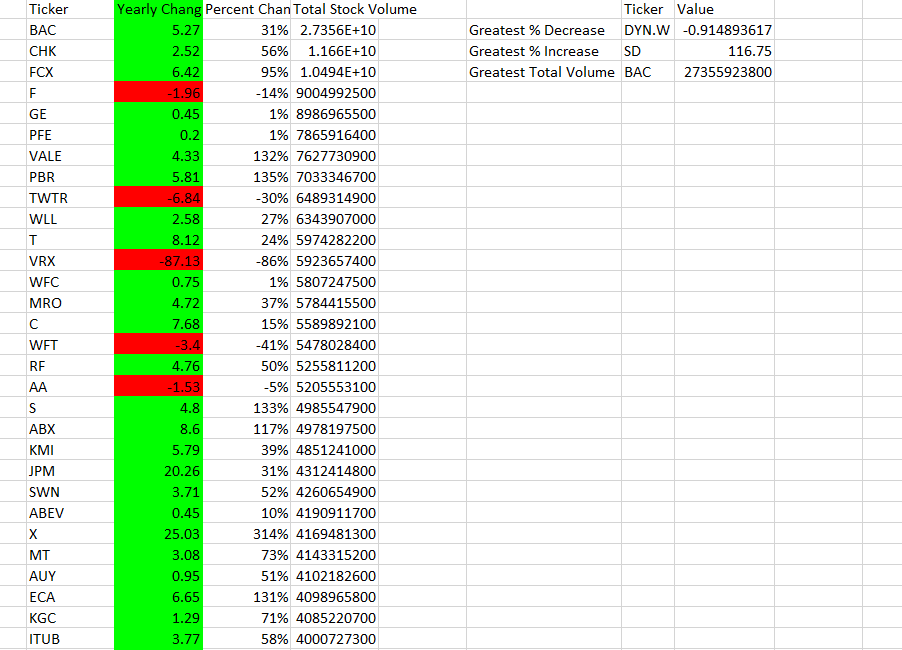 Ticker Yearly Chang Percent Chan Total Stock Volume Ticker Value
BAC 5.27 31% 2.7356E+10 Greatest % Decrease DYN.W -0.914893617
CHK 2.52 56% 1.166E+10 Greatest % Increase SD 116.75
FCX 6.42 95% 1.0494E+10 Greatest Total Volume BAC 27355923800
F -1.96 -14% 9004992500
GE 0.45 1% 8986965500
PFE 0.2 1% 7865916400
VALE 4.33 132% 7627730900
PBR 5.81 135% 7033346700
TWTR -6.84 -30% 6489314900
WLL 2.58 27% 6343907000
T 8.12 24% 5974282200
VRX -87.13 -86% 5923657400
WFC 0.75 1% 5807247500
MRO 4.72 37% 5784415500
C 7.68 15% 5589892100
WFT -3.4 -41% 5478028400
RF 4.76 50% 5255811200
AA -1.53 -5% 5205553100
S 4.8 133% 4985547900
ABX 8.6 117% 4978197500
KMI 5.79 39% 4851241000
JPM 20.26 31% 4312414800
SWN 3.71 52% 4260654900
ABEV 0.45 10% 4190911700
X 25.03 314% 4169481300
MT 3.08 73% 4143315200
AUY 0.95 51% 4102182600
ECA 6.65 131% 4098965800
KGC 1.29 71% 4085220700
ITUB 3.77 58% 4000727300